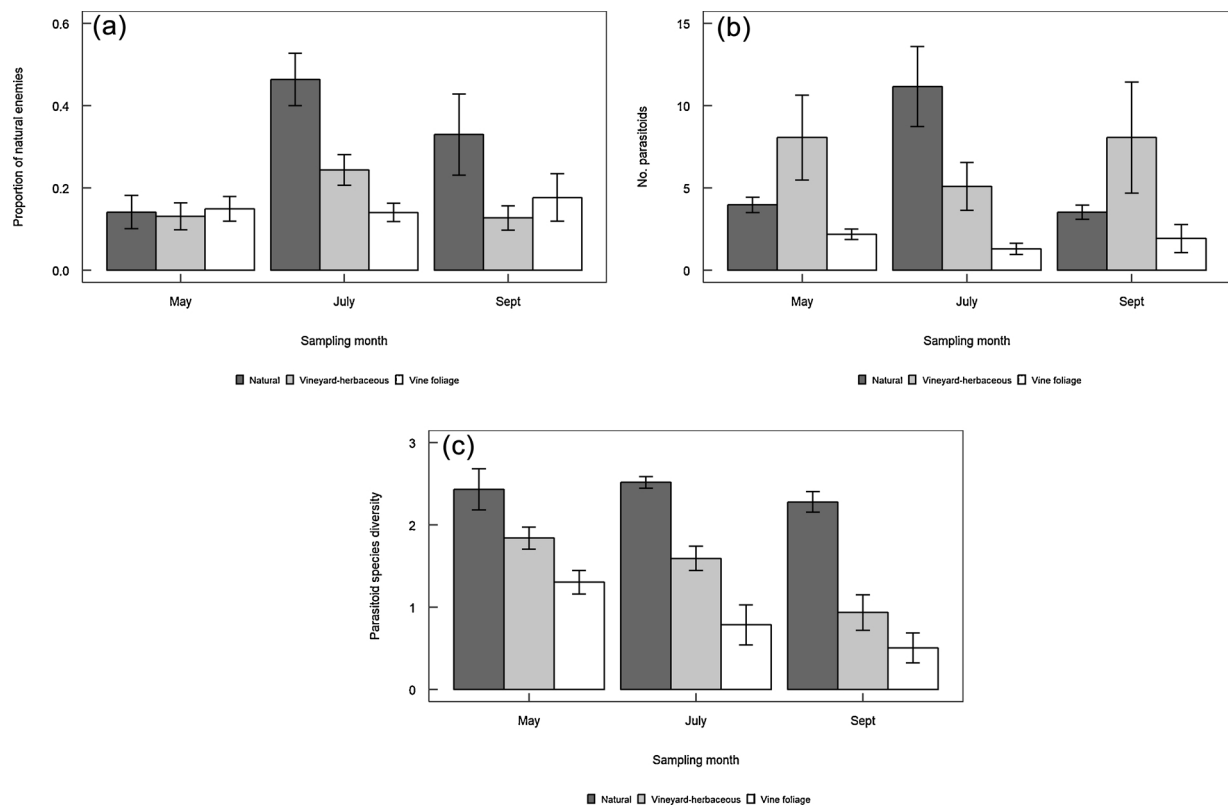 (a)
Proportion of natural enemies
0.6
0.4
0.2
0.0
May July Sept
Sampling month
Natural Vineyard-herbaceous Vine foliage
(b)
No. parasitoids
15
10
5
0
May July Sept
Sampling month
Natural Vineyard-herbaceous Vine foliage
(c)
Parasitoid species diversity
3
2
1
0
May July Sept
Sampling month
Natural Vineyard-herbaceous Vine foliage